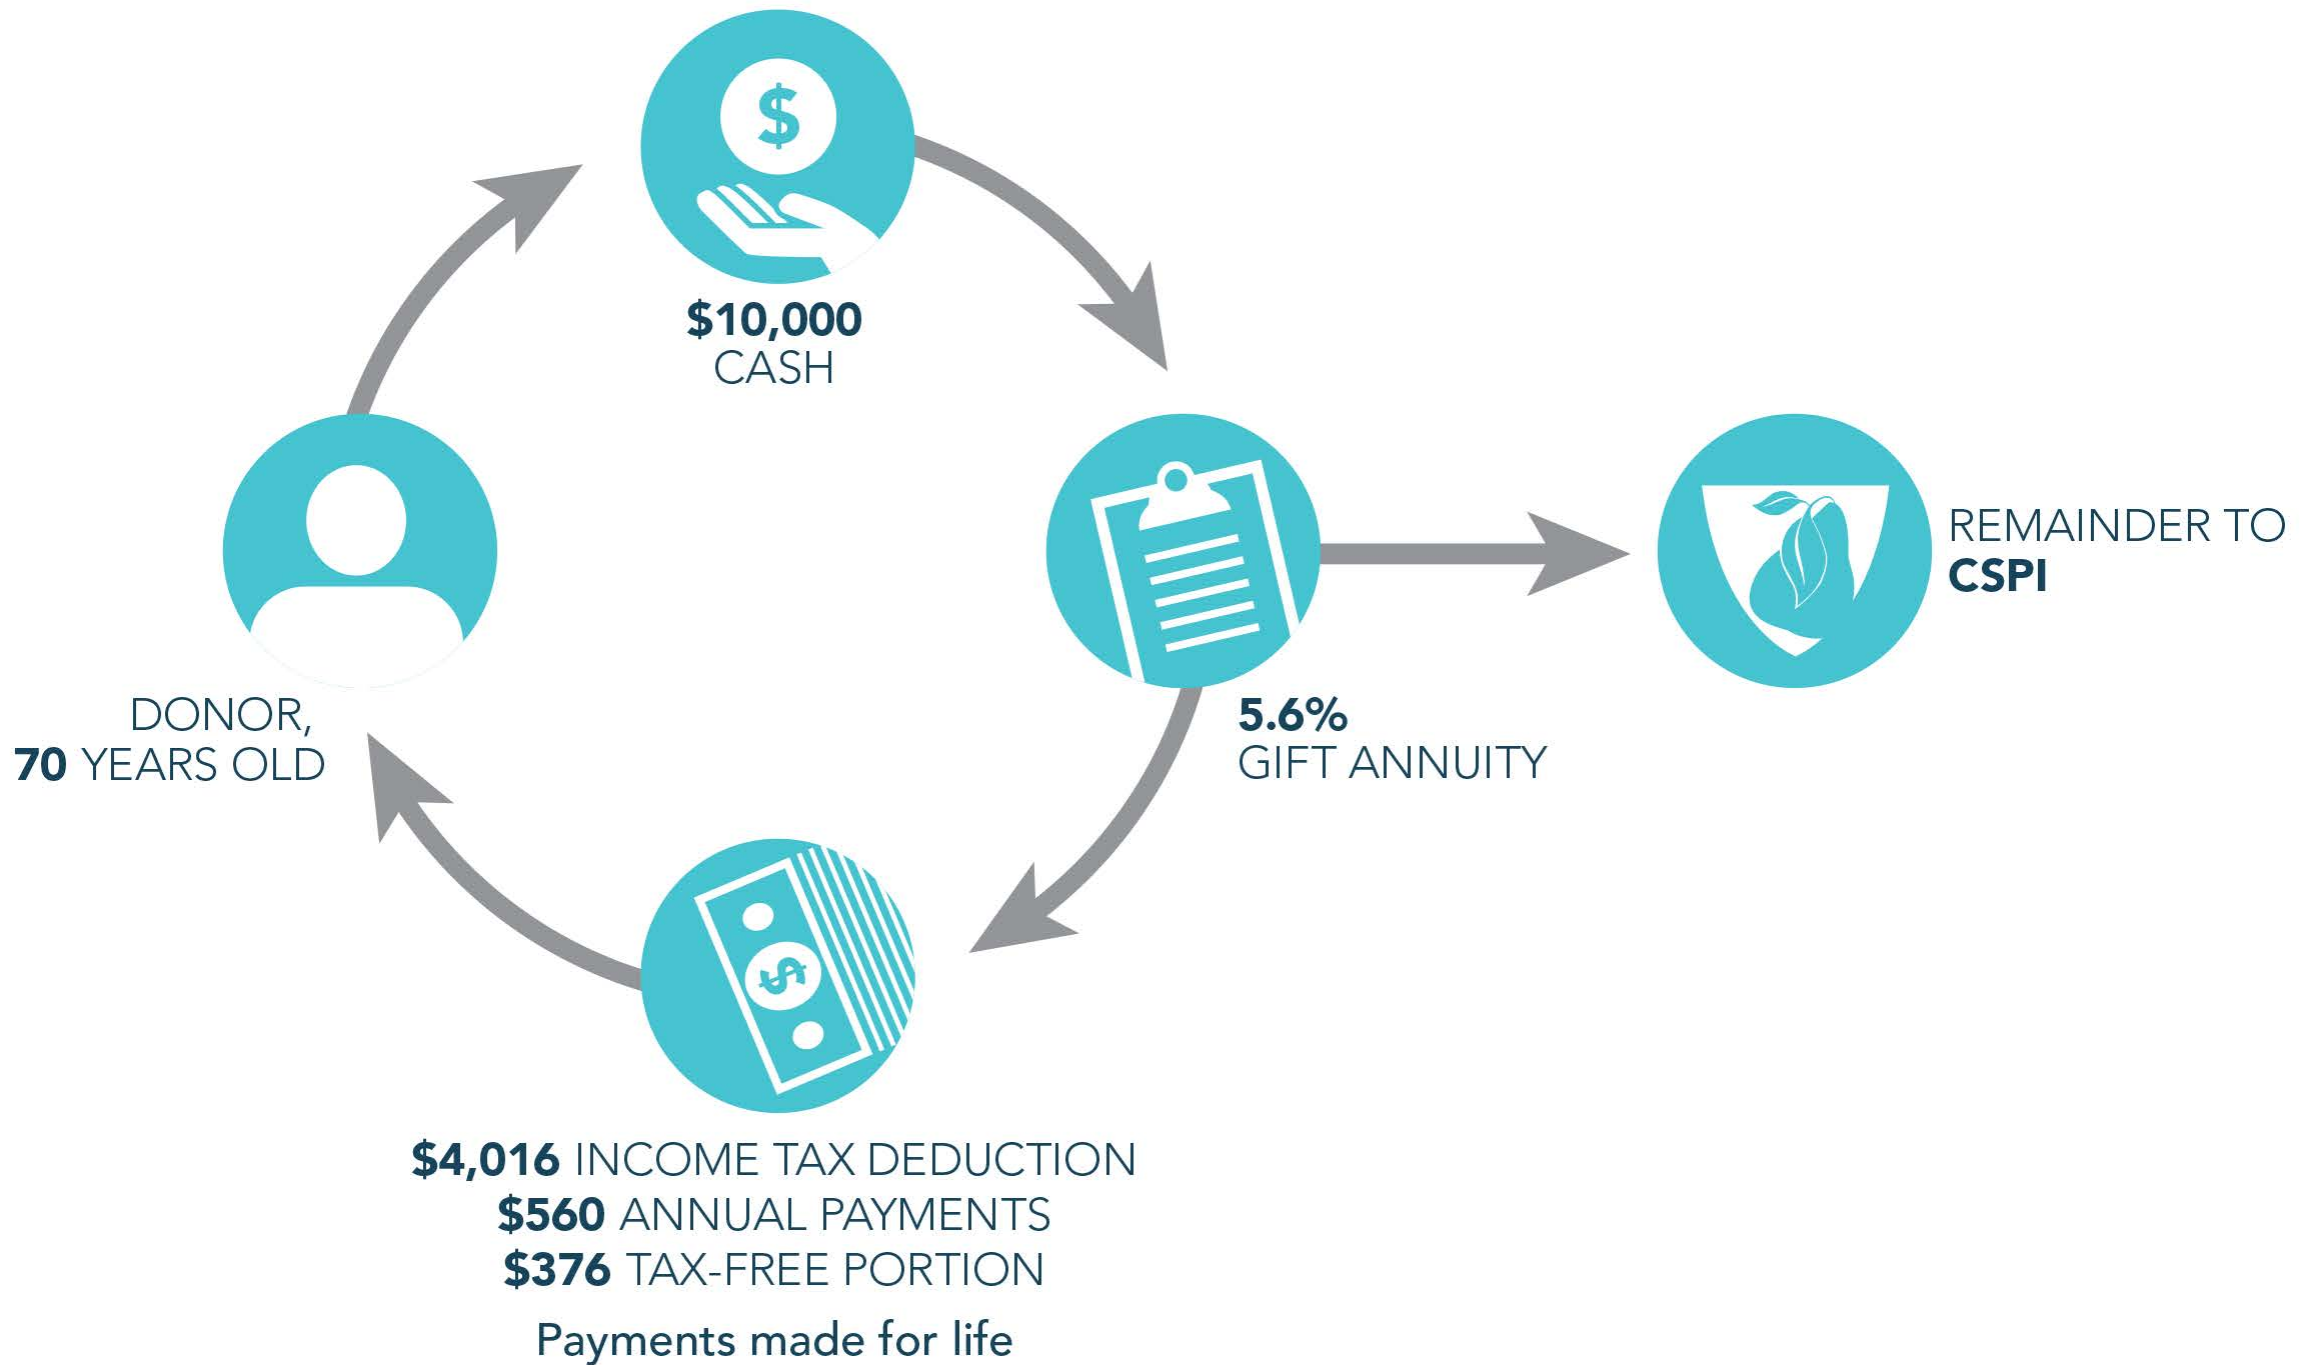 $
$10,000
CASH
REMAINDER TO
CSPI
DONOR,
70 YEARS OLD
5.6%
GIFT ANNUITY
$
$4,016 INCOME TAX DEDUCTION
$560 ANNUAL PAYMENTS
$376 TAX-FREE PORTION
Payments made for life